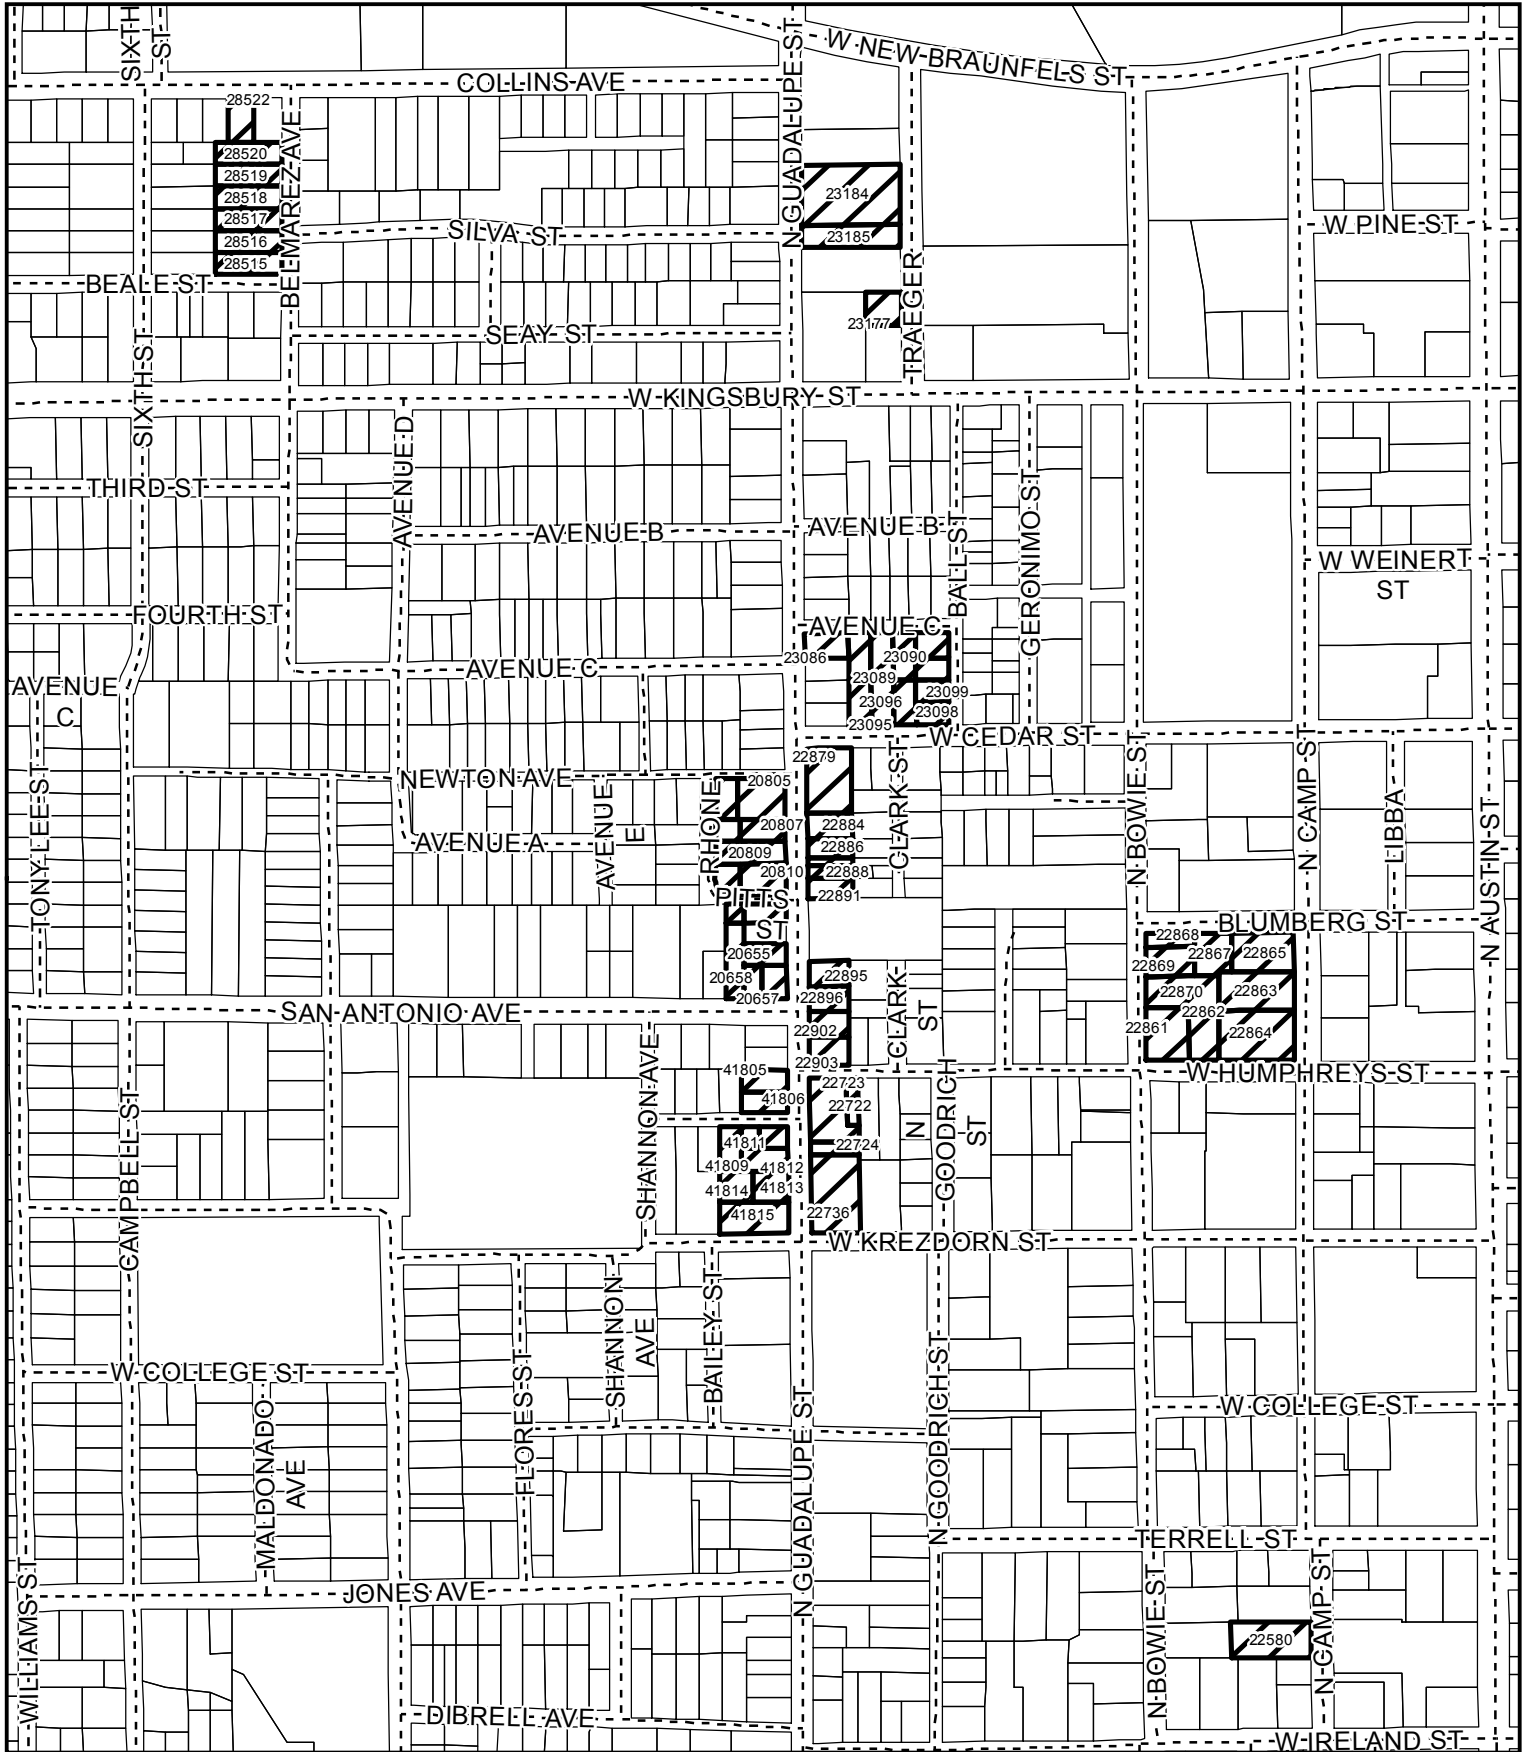 SIXTH
ST
N GUADALUPE ST
W NEW BRAUNFELS ST
COLLINS AVE
28522
28520
28519
28518
28517
28516
28515
BELMAREZ AVE
23184
23185
23177
TRAEGER
SILVA ST
W PINE ST
BEALE ST
SEAY ST
SIXTH ST
W KINGSBURY ST
AVENUE D
THIRD ST
AVENUE B
AVENUE B
BALL ST
GERONIMO ST
W WEINERT
ST
FOURTH ST
AVENUE C
23086
23090
23089
23099
23096
23098
23095
AVENUE C
AVENUE
C
W CEDAR ST
TONY LEE ST
NEWTON AVE
AVENUE A
AVENUE
E
RHONE
20805
20807
20809
20810
PITTS
ST
22879
22884
22886
22888
22891
CLARK ST
N BOWIE ST
N CAMP ST
LIBBA
N AUSTIN ST
BLUMBERG ST
22868
22867
22865
22869
22870
22863
22862
22861
22864
20655
20658
20657
22895
22896
22902
22903
CLARK
ST
SAN ANTONIO AVE
W HUMPHREYS ST
41805
41806
22723
22722
22724
22736
41811
41809
41812
41814
41813
41815
SHANNON AVE
N
GOODRICH
ST
CAMPBELL ST
W KREZDORN ST
W COLLEGE ST
MALDONADO
AVE
FLORES ST
SHANNON
AVE
BAILEY ST
N GUADALUPE ST
N GOODRICH ST
W COLLEGE ST
TERRELL ST
JONES AVE
WILLIAMS ST
N BOWIE ST
N CAMP ST
22580
DIBRELL AVE
W IRELAND ST